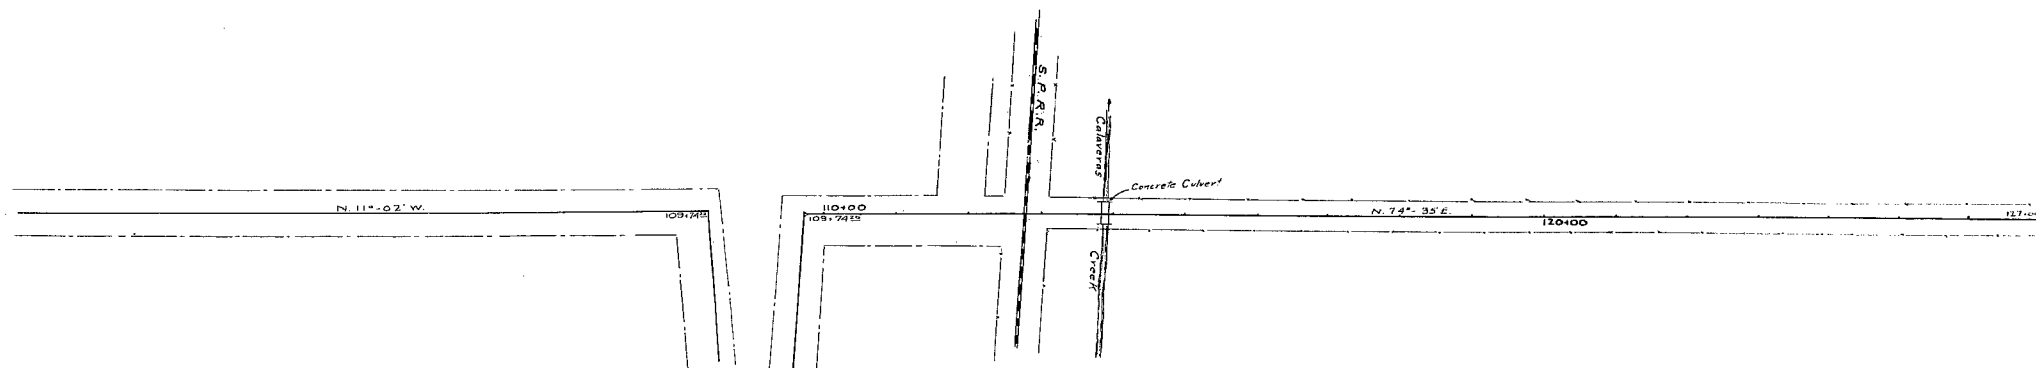 N. 11°-02' W.
109+74
110+00
109+74
S.P.R.R.
Calaveras
Creek
Concrete Culvert
N. 74°-35' E.
120+00